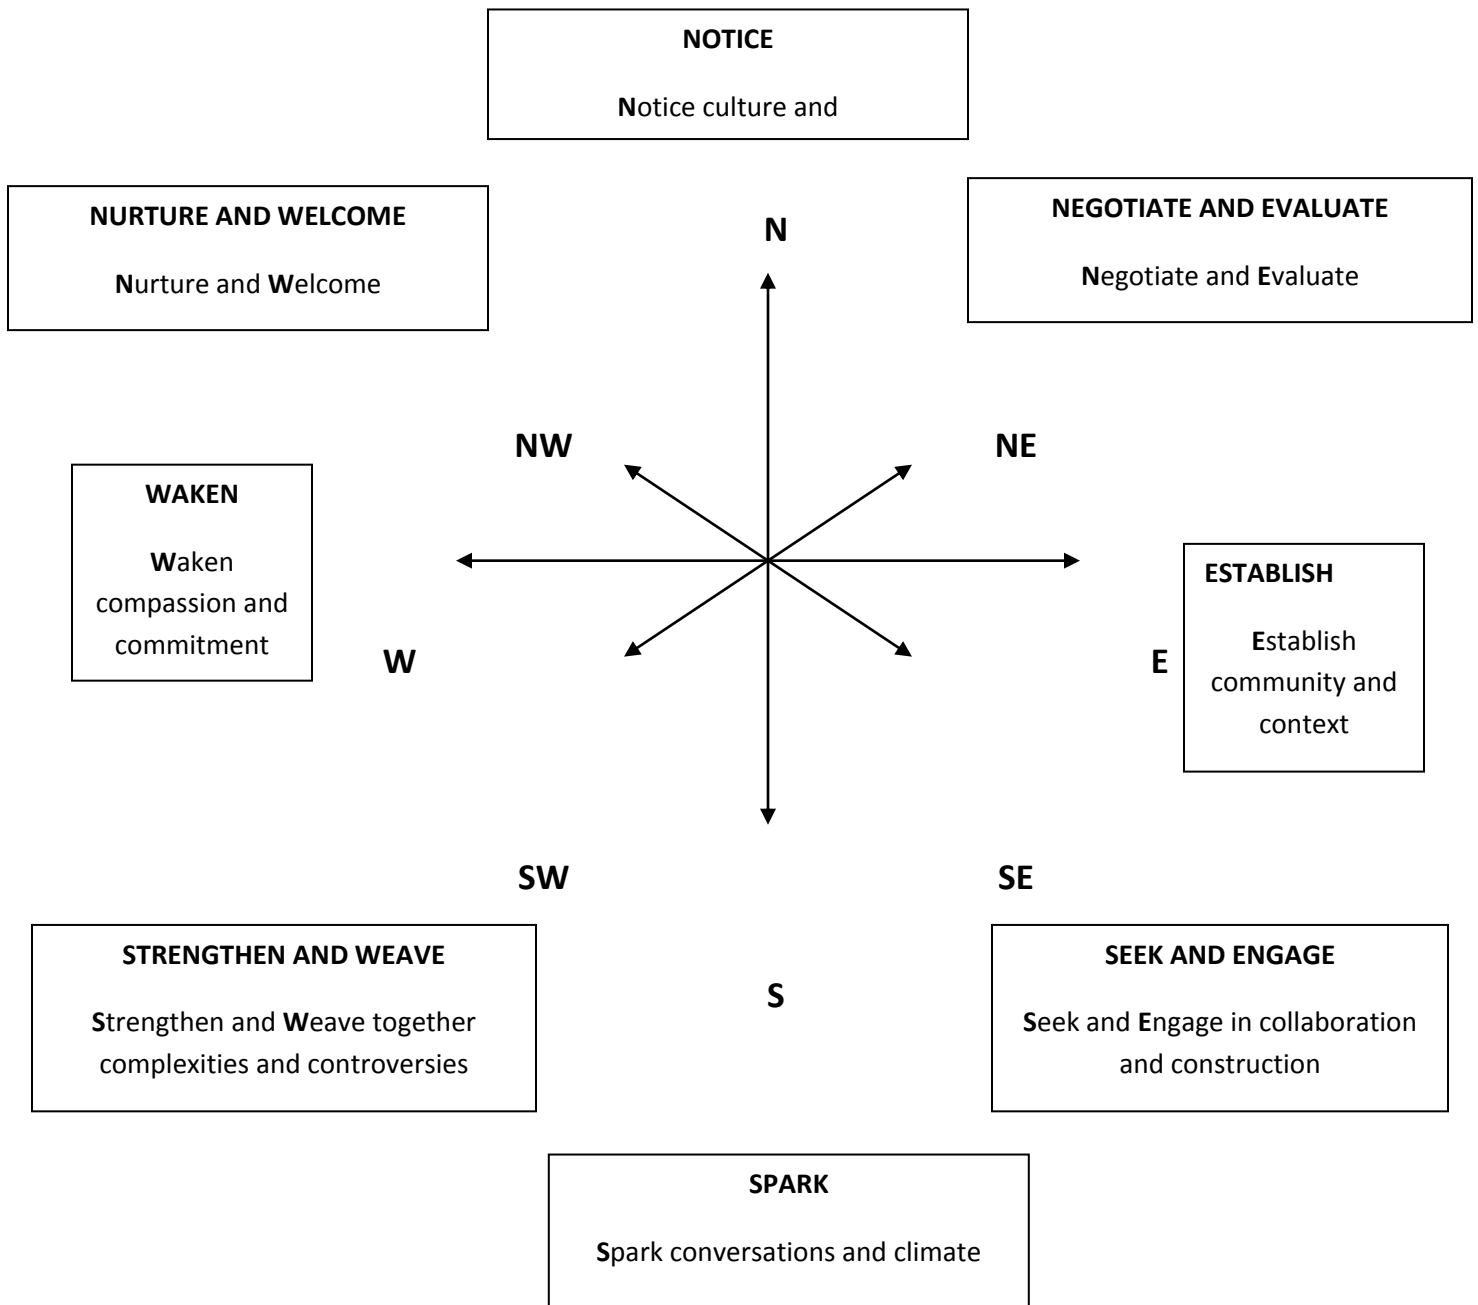 NOTICE
Notice culture and
NURTURE AND WELCOME
Nurture and Welcome
NEGOTIATE AND EVALUATE
Negotiate and Evaluate
N
NW
NE
WAKEN
Waken
compassion and
commitment
W
E
ESTABLISH
Establish
community and
context
SW
SE
STRENGTHEN AND WEAVE
Strengthen and Weave together
complexities and controversies
S
SEEK AND ENGAGE
Seek and Engage in collaboration
and construction
SPARK
Spark conversations and climate